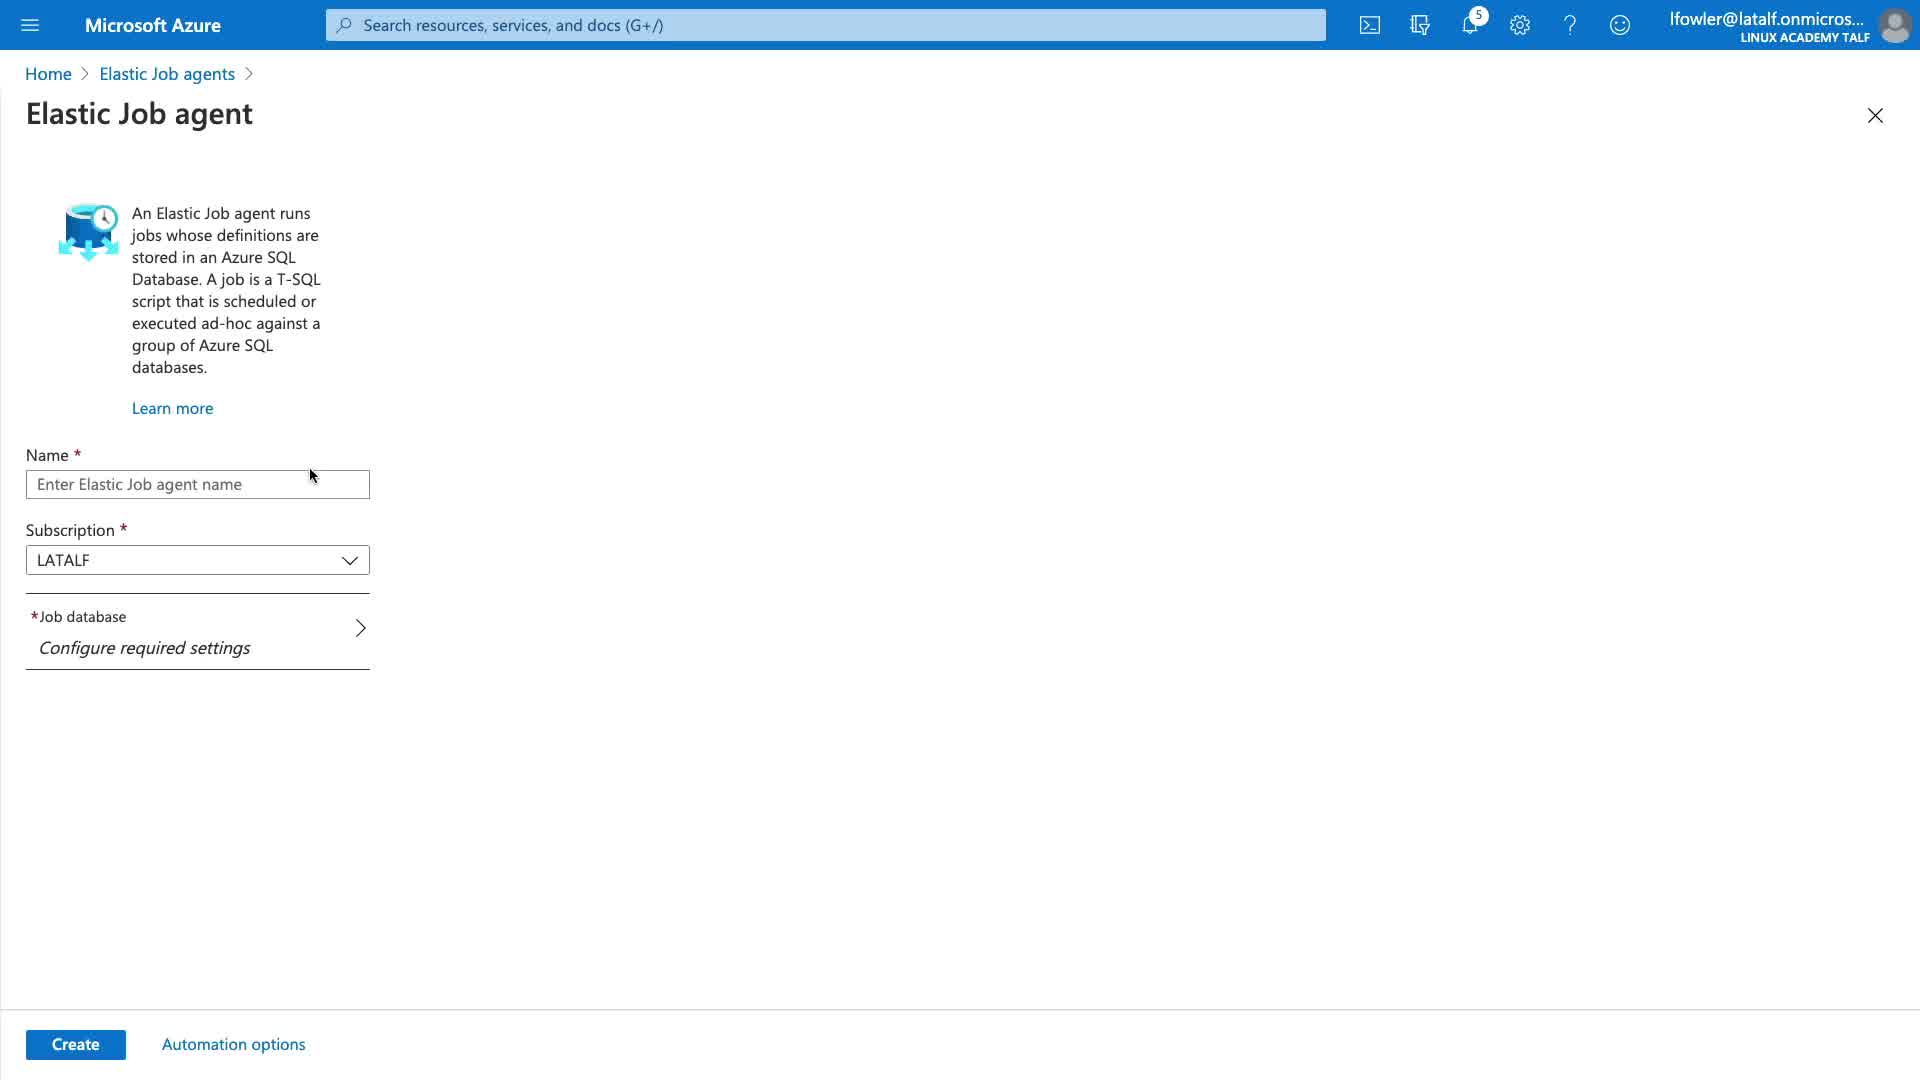 Microsoft Azure
Search resources, services, and docs (G+/)
5
lfowler@latalf.onmicros...
LINUX ACADEMY TALF
Home
Elastic Job agents
Elastic Job agent
An Elastic Job agent runs
jobs whose definitions are
stored in an Azure SQL
Database. A job is a T-SQL
script that is scheduled or
executed ad-hoc against a
group of Azure SQL
databases.
Learn more
Name *
Enter Elastic Job agent name
Subscription *
LATALF
*Job database
Configure required settings
Create
Automation options